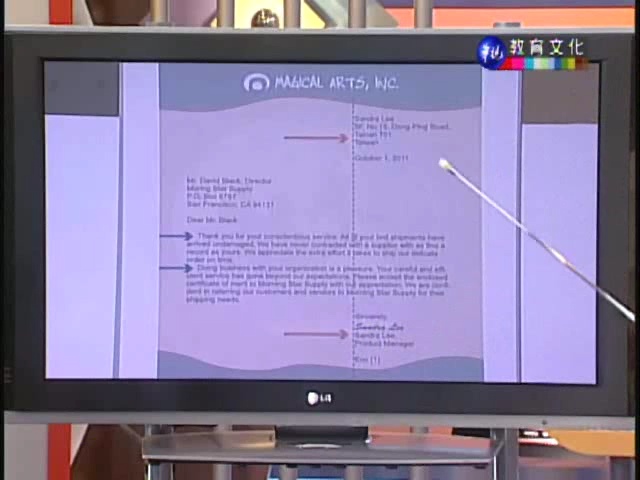 華視 教育文化
MAGICAL ARTS, INC.
Sandra Lee
5F, No 15, Dong-Ping Road,
Tainan 701
Taiwan
October 1, 2011
Mr. David Black, Director
Morning Star Supply
P.O. Box 6787
San Francisco, CA 94131
Dear Mr. Black
Thank you for your conscientious service. All of your last shipments have
arrived undamaged. We have never contracted with a supplier with as fine a
record as yours. We appreciate the extra effort it takes to ship our delicate
order on time.
Doing business with your organization is a pleasure. Your careful and effi-
cient service has gone beyond our expectations. Please accept the enclosed
certificate of merit to Morning Star Supply with our appreciation. We are confi-
dent in referring our customers and vendors to Morning Star Supply for their
shipping needs.
Sincerely
Sandra Lee
Sandra Lee,
Product Manager
Encl (1)
LG